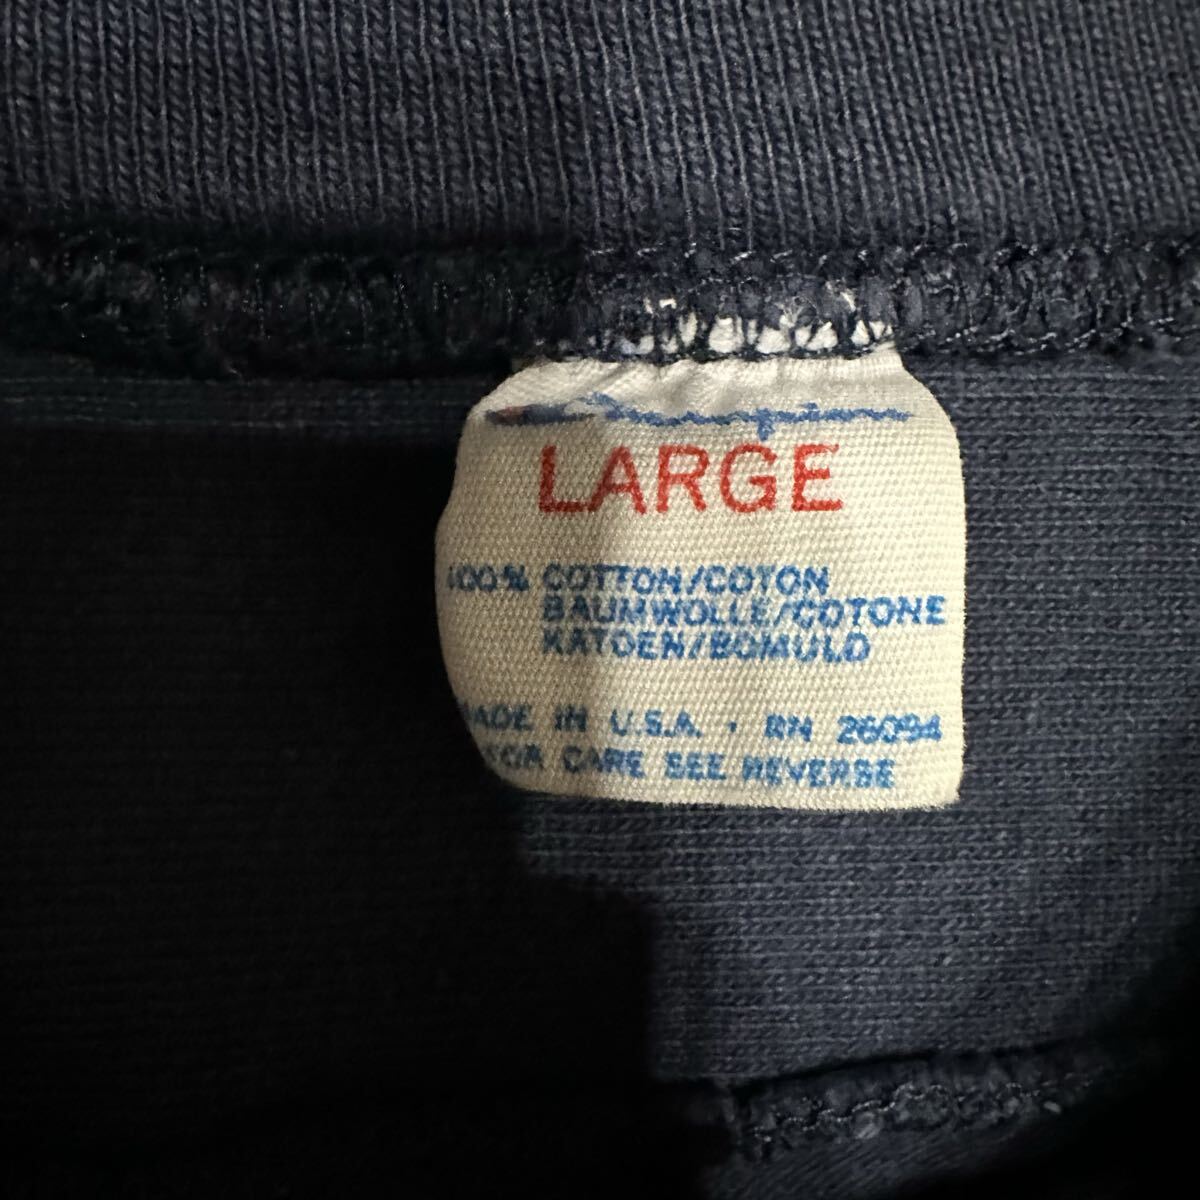 Champion
LARGE
100% COTTON/COTON
BAUMWOLLE/COTONE
KATOEN/BOMULD
MADE IN U.S.A. · RN 26094
FOR CARE SEE REVERSE